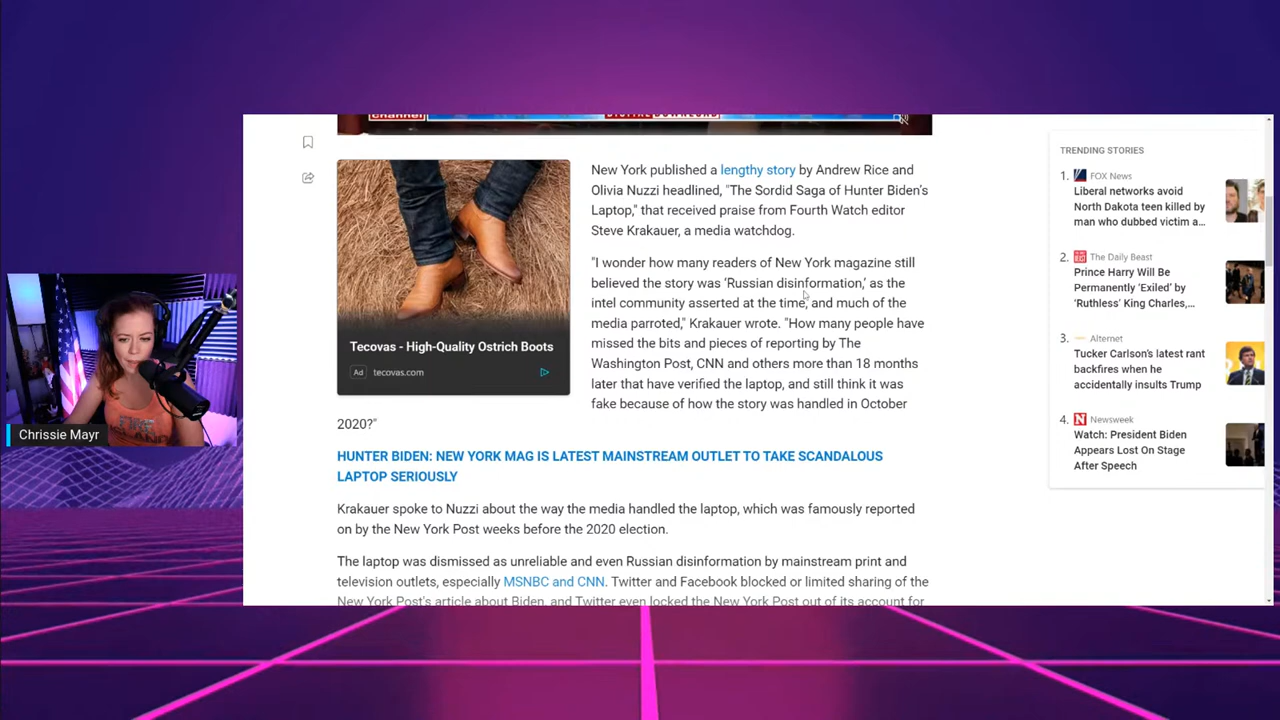 Channel
DIGITAL DOWNLOAD
New York published a lengthy story by Andrew Rice and
Olivia Nuzzi headlined, "The Sordid Saga of Hunter Biden's
Laptop," that received praise from Fourth Watch editor
Steve Krakauer, a media watchdog.
"I wonder how many readers of New York magazine still
believed the story was ‘Russian disinformation,’ as the
intel community asserted at the time, and much of the
media parroted," Krakauer wrote. "How many people have
missed the bits and pieces of reporting by The
Washington Post, CNN and others more than 18 months
later that have verified the laptop, and still think it was
fake because of how the story was handled in October
2020?"
Tecovas - High-Quality Ostrich Boots
Ad tecovas.com
HUNTER BIDEN: NEW YORK MAG IS LATEST MAINSTREAM OUTLET TO TAKE SCANDALOUS
LAPTOP SERIOUSLY
Krakauer spoke to Nuzzi about the way the media handled the laptop, which was famously reported
on by the New York Post weeks before the 2020 election.
The laptop was dismissed as unreliable and even Russian disinformation by mainstream print and
television outlets, especially MSNBC and CNN. Twitter and Facebook blocked or limited sharing of the
New York Post's article about Biden, and Twitter even locked the New York Post out of its account for
TRENDING STORIES
1. FOX News
Liberal networks avoid
North Dakota teen killed by
man who dubbed victim a...
2. The Daily Beast
Prince Harry Will Be
Permanently 'Exiled' by
'Ruthless' King Charles,...
3. Alternet
Tucker Carlson's latest rant
backfires when he
accidentally insults Trump
4. Newsweek
Watch: President Biden
Appears Lost On Stage
After Speech
Chrissie Mayr